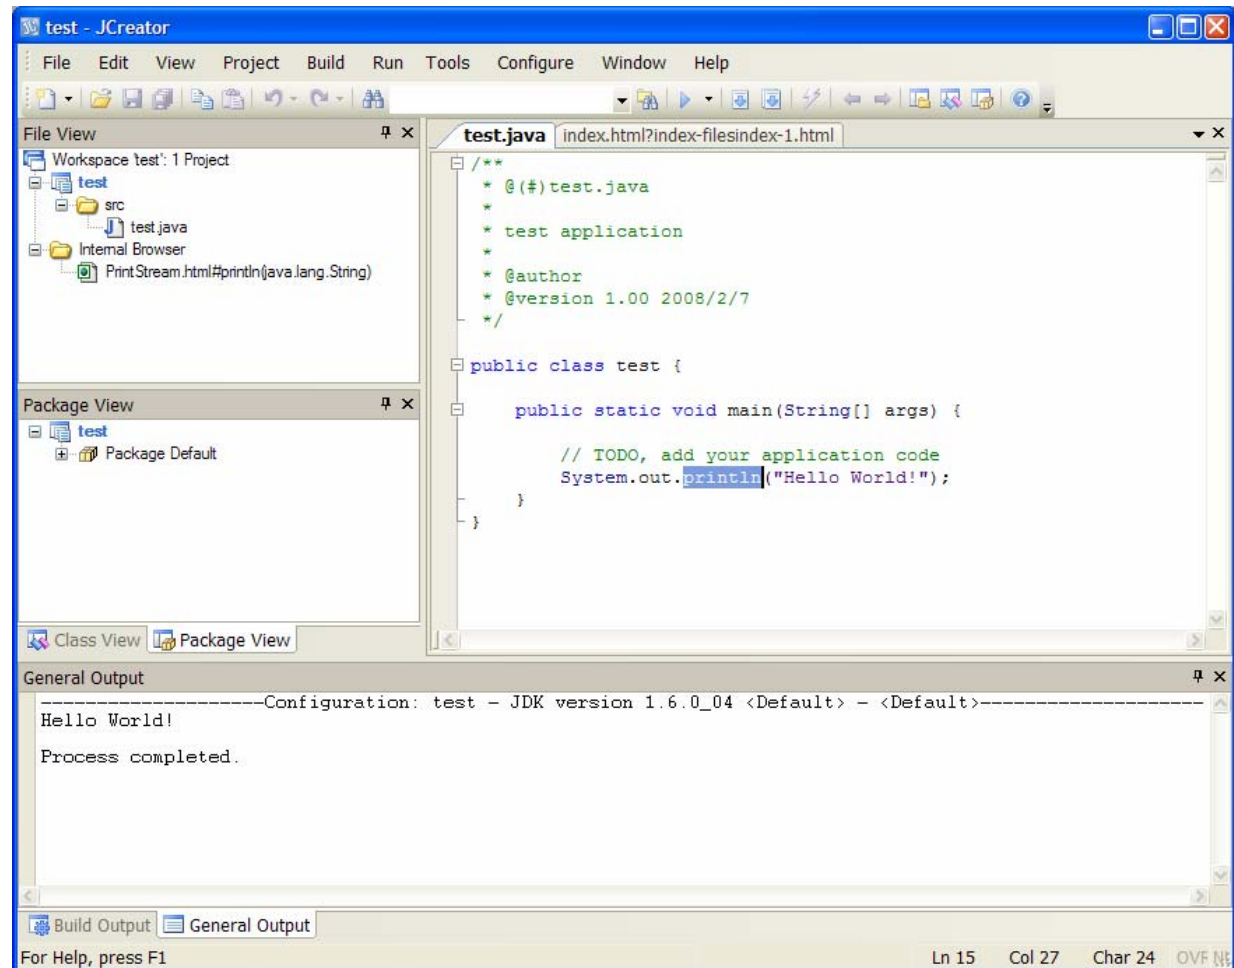 test - JCreator
File Edit View Project Build Run Tools Configure Window Help
File View
Workspace 'test': 1 Project
test
src
test.java
Internal Browser
PrintStream.html#println(java.lang.String)
Package View
test
Package Default
Class View Package View
test.java index.html?index-filesindex-1.html
/**
* @(#)test.java
*
* test application
*
* @author
* @version 1.00 2008/2/7
*/
public class test {
public static void main(String[] args) {
// TODO, add your application code
System.out.println("Hello World!");
}
}
General Output
--------------------Configuration: test - JDK version 1.6.0_04 <Default> - <Default>--------------------
Hello World!
Process completed.
Build Output General Output
For Help, press F1 Ln 15 Col 27 Char 24 OVR